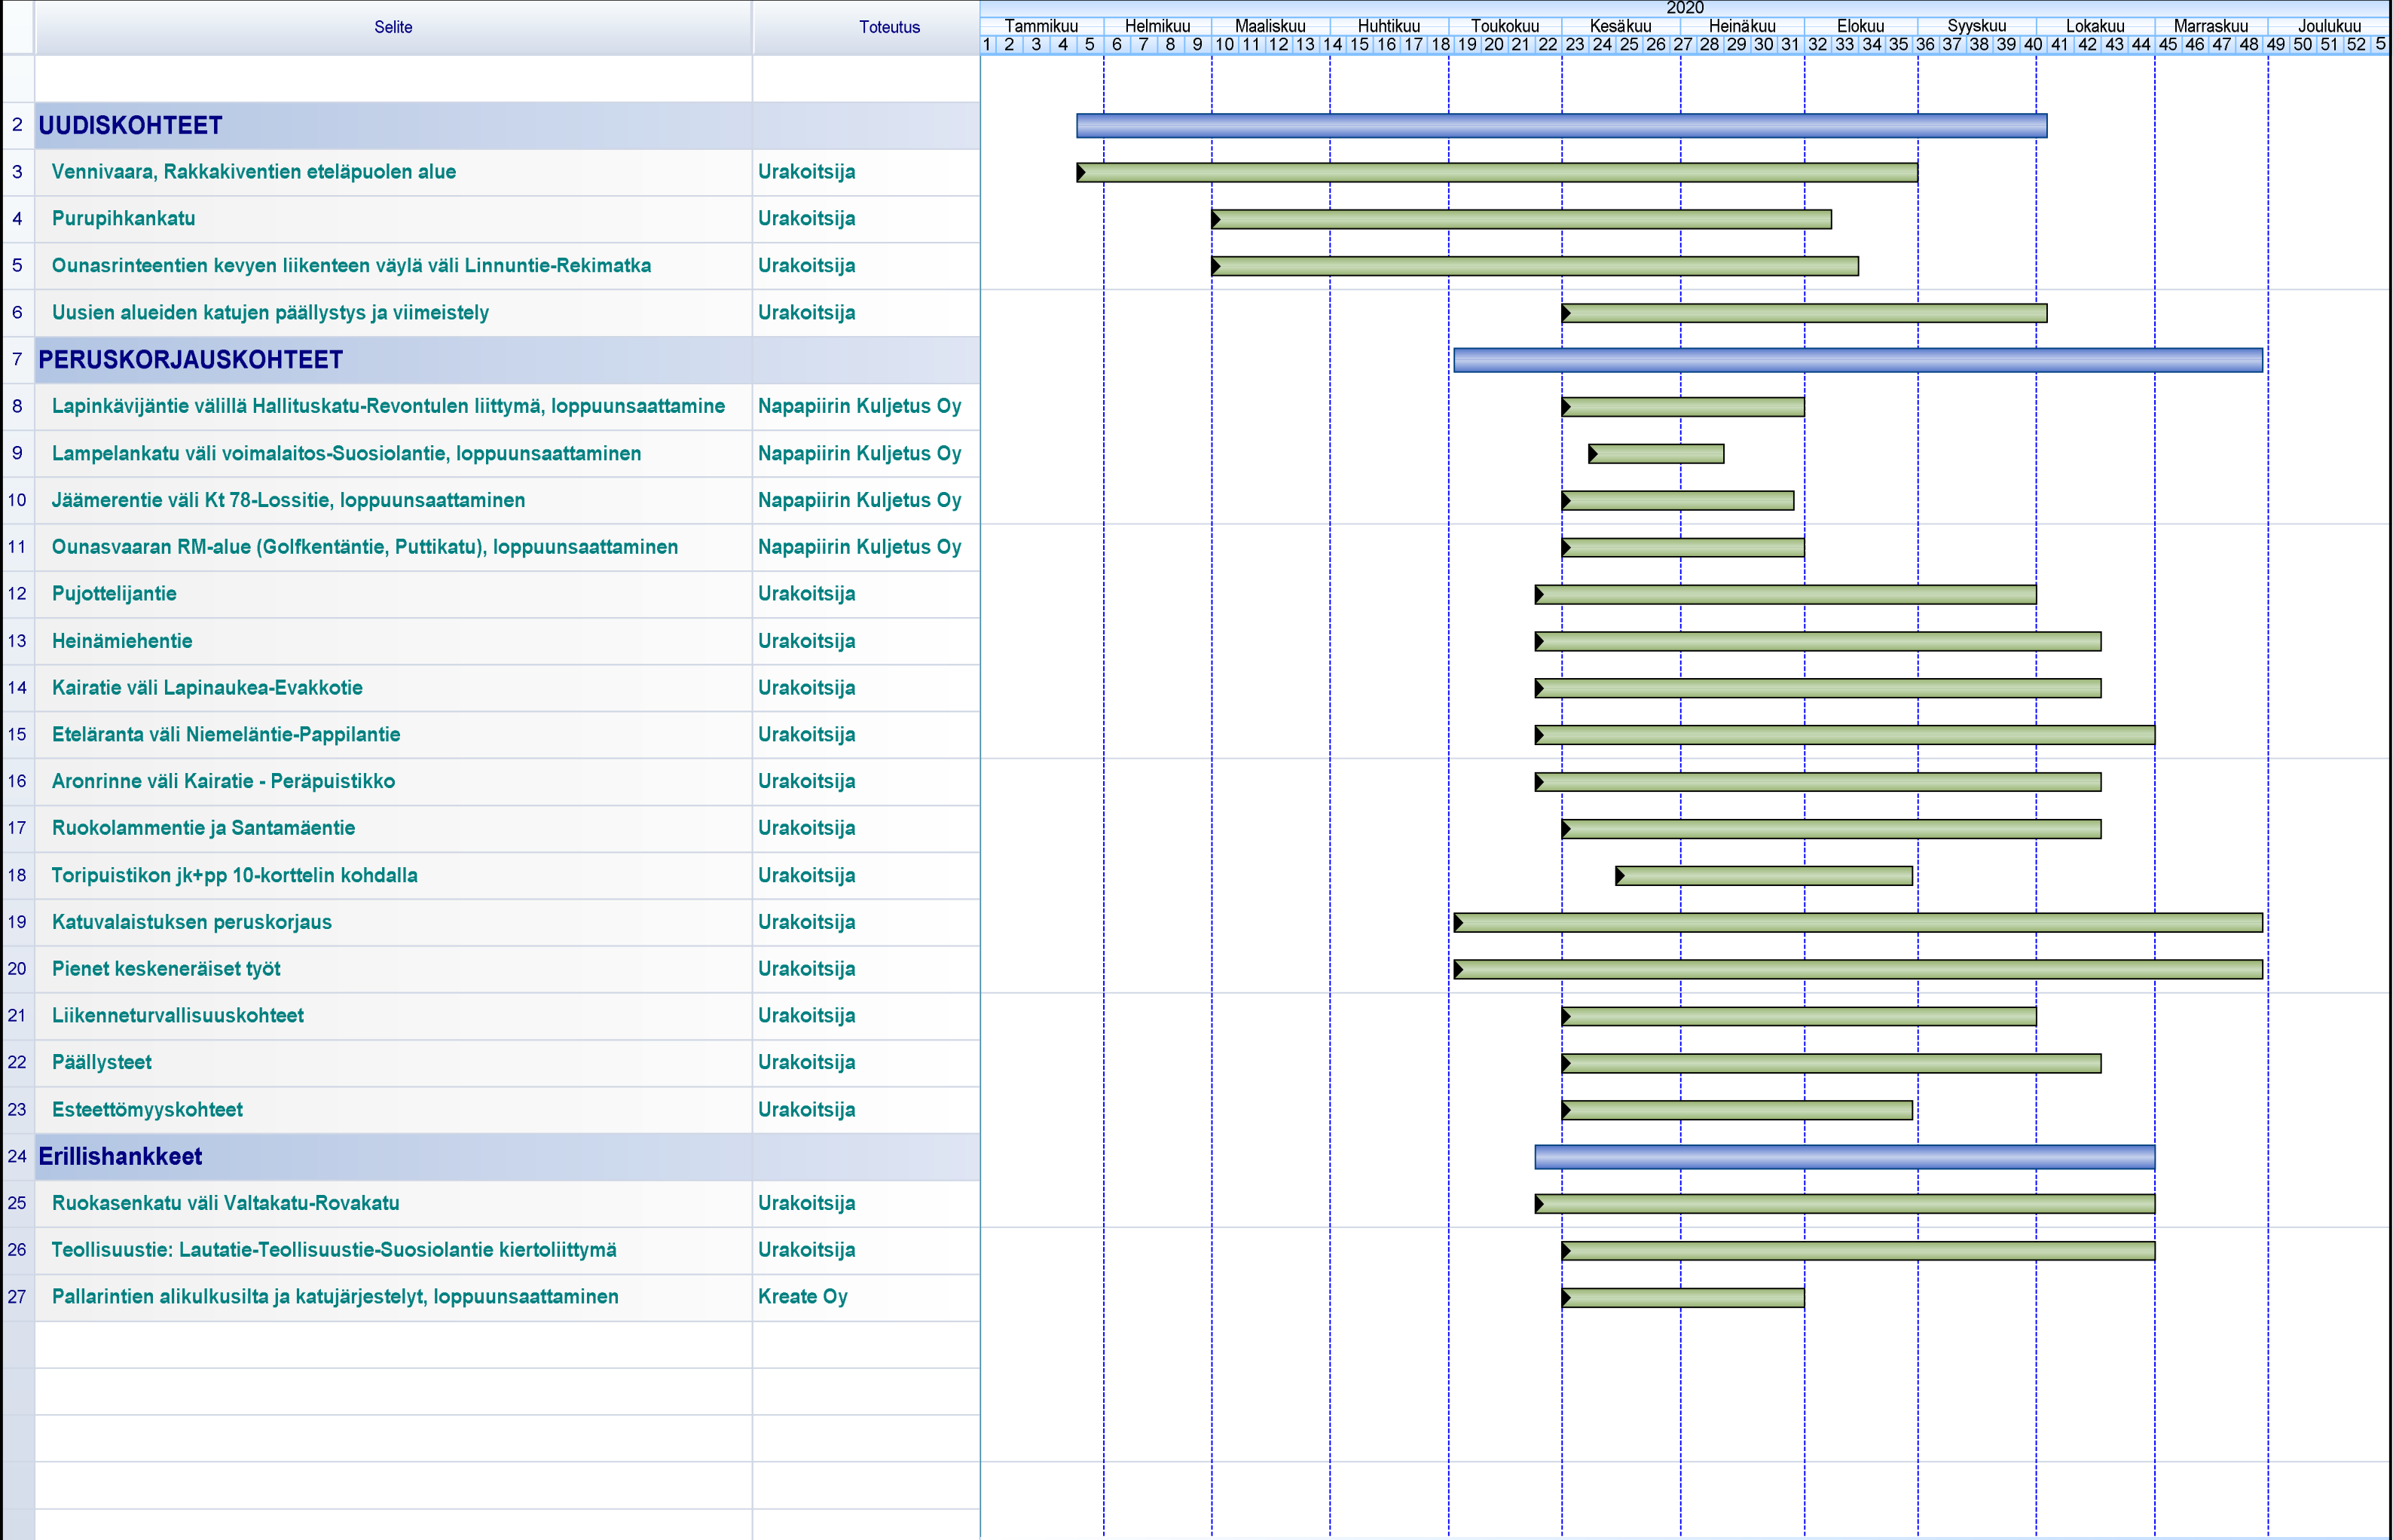 2020
Selite Toteutus Tammikuu Helmikuu Maaliskuu Huhtikuu Toukokuu Kesäkuu Heinäkuu Elokuu Syyskuu Lokakuu Marraskuu Joulukuu
1 2 3 4 5 6 7 8 9 10 11 12 13 14 15 16 17 18 19 20 21 22 23 24 25 26 27 28 29 30 31 32 33 34 35 36 37 38 39 40 41 42 43 44 45 46 47 48 49 50 51 52 5
2 UUDISKOHTEET
3 Vennivaara, Rakkakiventien eteläpuolen alue Urakoitsija
4 Purupihkankatu Urakoitsija
5 Ounasrinteentien kevyen liikenteen väylä väli Linnuntie-Rekimatka Urakoitsija
6 Uusien alueiden katujen päällystys ja viimeistely Urakoitsija
7 PERUSKORJAUSKOHTEET
8 Lapinkävijäntie välillä Hallituskatu-Revontulen liittymä, loppuunsaattamine Napapiirin Kuljetus Oy
9 Lampelankatu väli voimalaitos-Suosiolantie, loppuunsaattaminen Napapiirin Kuljetus Oy
10 Jäämerentie väli Kt 78-Lossitie, loppuunsaattaminen Napapiirin Kuljetus Oy
11 Ounasvaaran RM-alue (Golfkentäntie, Puttikatu), loppuunsaattaminen Napapiirin Kuljetus Oy
12 Pujottelijantie Urakoitsija
13 Heinämiehentie Urakoitsija
14 Kairatie väli Lapinaukea-Evakkotie Urakoitsija
15 Eteläranta väli Niemeläntie-Pappilantie Urakoitsija
16 Aronrinne väli Kairatie - Peräpuistikko Urakoitsija
17 Ruokolammentie ja Santamäentie Urakoitsija
18 Toripuistikon jk+pp 10-korttelin kohdalla Urakoitsija
19 Katuvalaistuksen peruskorjaus Urakoitsija
20 Pienet keskeneräiset työt Urakoitsija
21 Liikenneturvallisuuskohteet Urakoitsija
22 Päällysteet Urakoitsija
23 Esteettömyyskohteet Urakoitsija
24 Erillishankkeet
25 Ruokasenkatu väli Valtakatu-Rovakatu Urakoitsija
26 Teollisuustie: Lautatie-Teollisuustie-Suosiolantie kiertoliittymä Urakoitsija
27 Pallarintien alikulkusilta ja katujärjestelyt, loppuunsaattaminen Kreate Oy